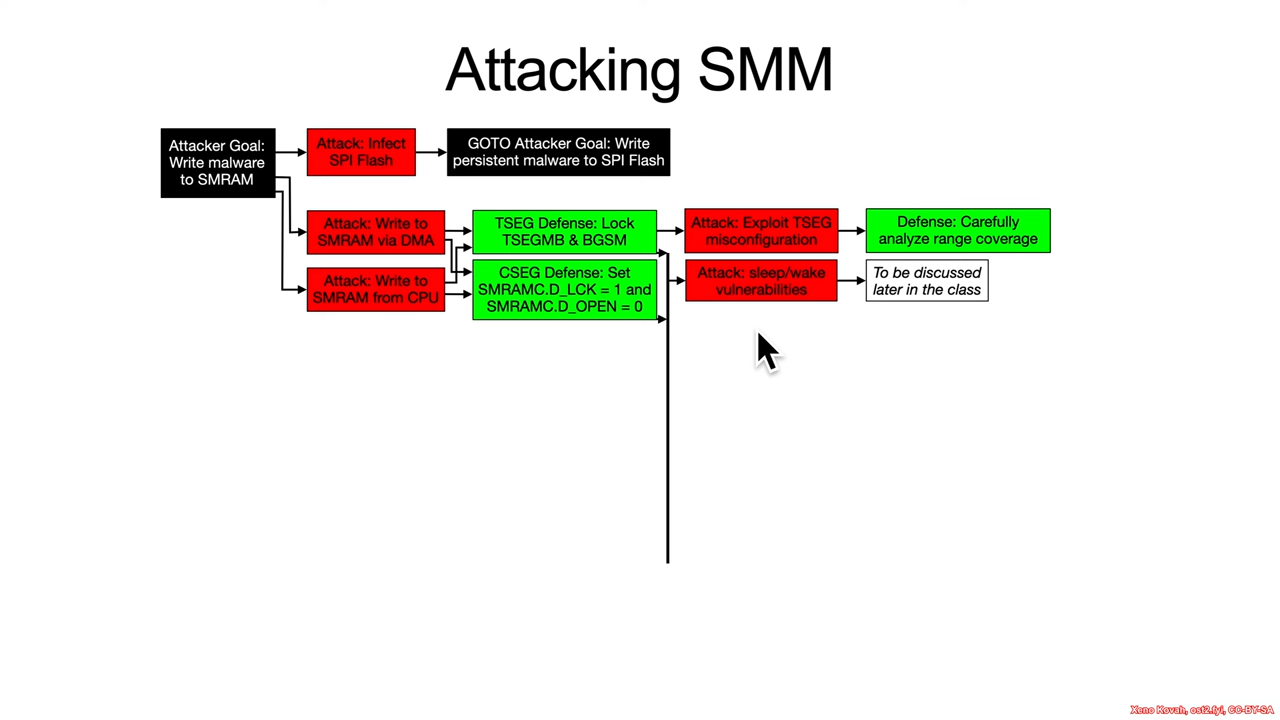 Attacking SMM
Attacker Goal:
Write malware
to SMRAM
Attack: Infect
SPI Flash
GOTO Attacker Goal: Write
persistent malware to SPI Flash
Attack: Write to
SMRAM via DMA
TSEG Defense: Lock
TSEGMB & BGSM
Attack: Exploit TSEG
misconfiguration
Defense: Carefully
analyze range coverage
Attack: Write to
SMRAM from CPU
CSEG Defense: Set
SMRAMC.D_LCK = 1 and
SMRAMC.D_OPEN = 0
Attack: sleep/wake
vulnerabilities
To be discussed
later in the class
Xeno Kovah, ost2.fyi, CC-BY-SA